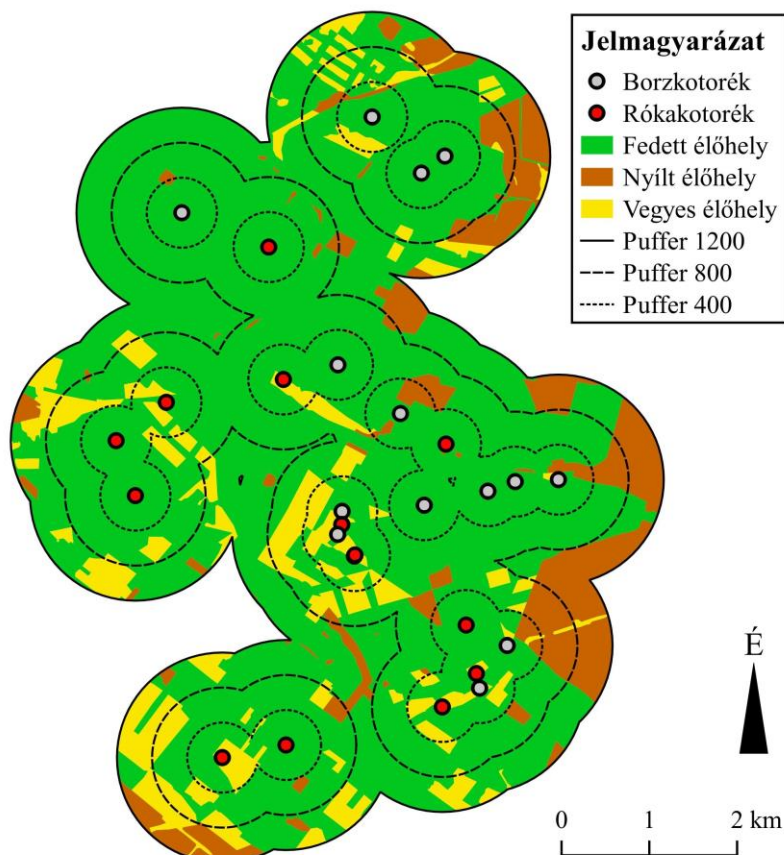 Jelmagyarázat
Borzkotorék
Rókakotorék
Fedett élőhely
Nyílt élőhely
Vegyes élőhely
Puffer 1200
Puffer 800
Puffer 400
É
0 1 2 km